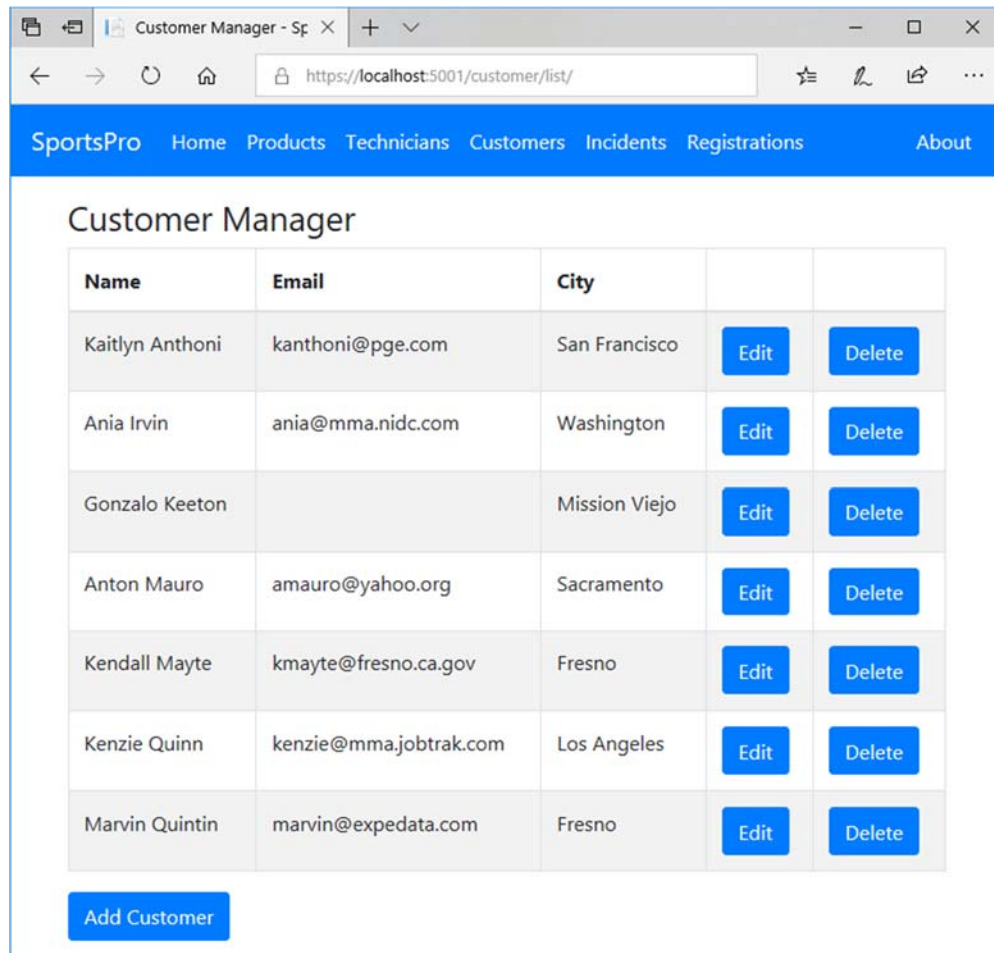 Customer Manager - Sp
https://localhost:5001/customer/list/
SportsPro Home Products Technicians Customers Incidents Registrations About
Customer Manager
Name Email City
Kaitlyn Anthoni kanthoni@pge.com San Francisco Edit Delete
Ania Irvin ania@mma.nidc.com Washington Edit Delete
Gonzalo Keeton Mission Viejo Edit Delete
Anton Mauro amauro@yahoo.org Sacramento Edit Delete
Kendall Mayte kmayte@fresno.ca.gov Fresno Edit Delete
Kenzie Quinn kenzie@mma.jobtrak.com Los Angeles Edit Delete
Marvin Quintin marvin@expedata.com Fresno Edit Delete
Add Customer